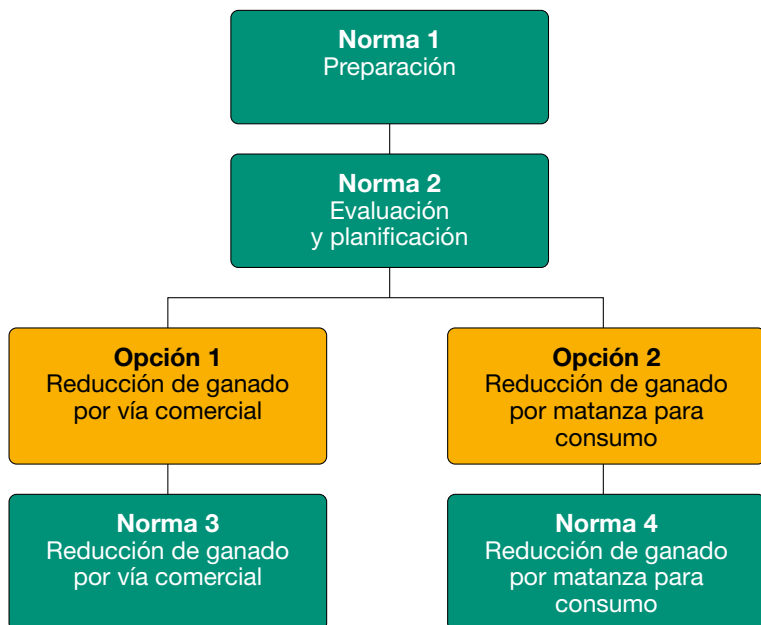 Norma 1
Preparación
Norma 2
Evaluación
y planificación
Opción 1
Reducción de ganado
por vía comercial
Opción 2
Reducción de ganado
por matanza para
consumo
Norma 3
Reducción de ganado
por vía comercial
Norma 4
Reducción de ganado
por matanza para
consumo